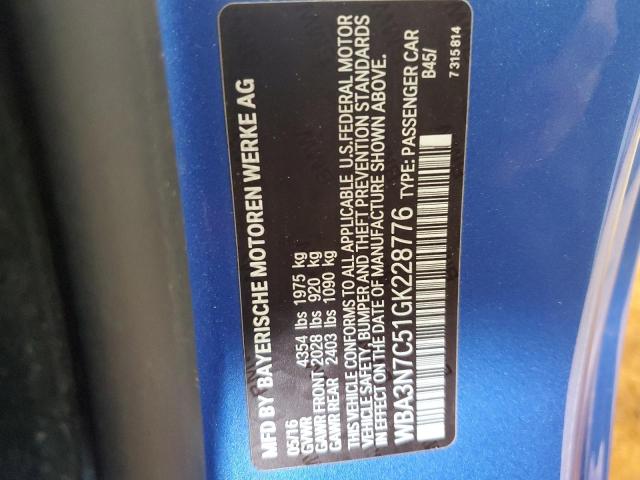 MFD BY BAYERISCHE MOTOREN WERKE AG
05/16
GVWR 4354 lbs 1975 kg
GAWR FRONT 2028 lbs 920 kg
GAWR REAR 2403 lbs 1090 kg
THIS VEHICLE CONFORMS TO ALL APPLICABLE U.S.FEDERAL MOTOR
VEHICLE SAFETY, BUMPER AND THEFT PREVENTION STANDARDS
IN EFFECT ON THE DATE OF MANUFACTURE SHOWN ABOVE.
WBA3N7C51GK228776 TYPE: PASSENGER CAR
B45/
7 315 814